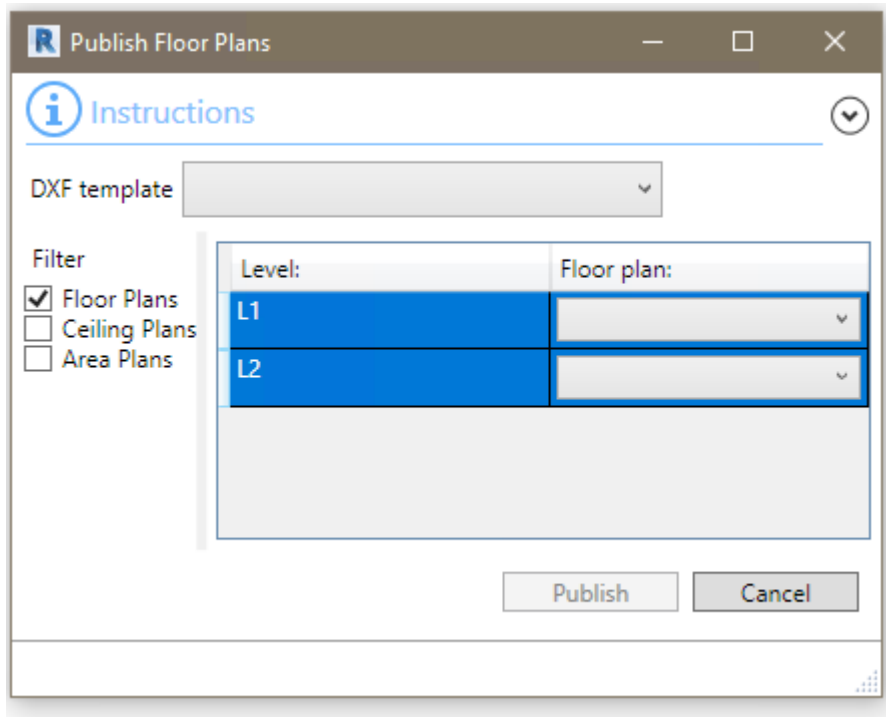 R Publish Floor Plans
i Instructions
DXF template
Filter
Floor Plans
Ceiling Plans
Area Plans
Level: Floor plan:
L1
L2
Publish Cancel